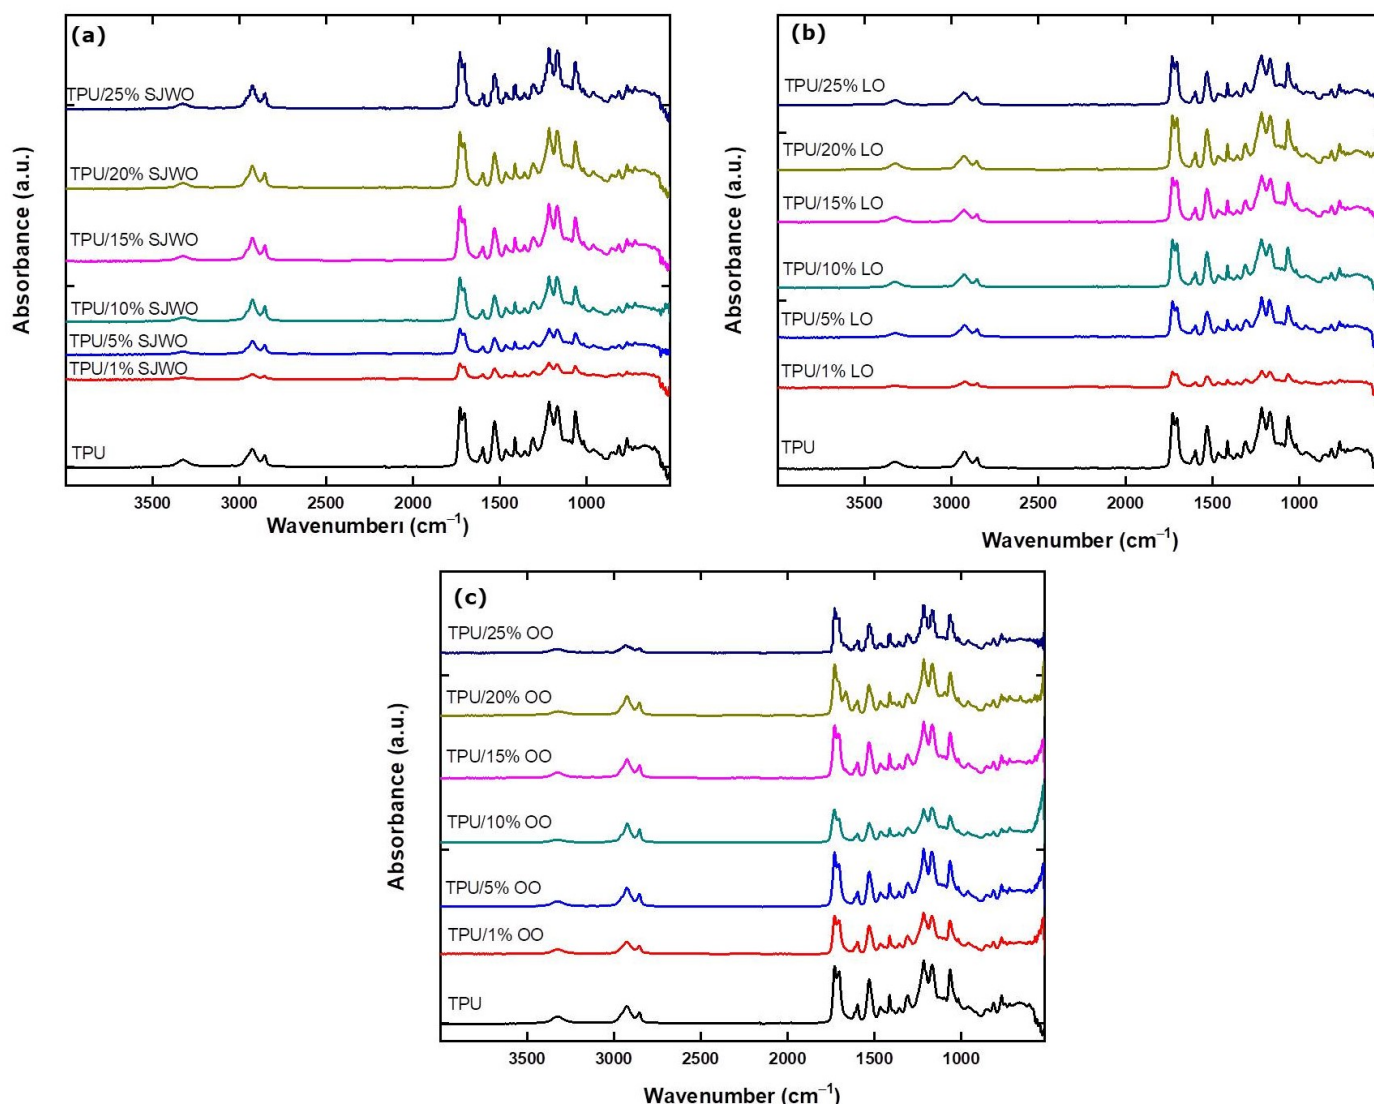 (a)
TPU/25% SJWO
TPU/20% SJWO
TPU/15% SJWO
TPU/10% SJWO
TPU/5% SJWO
TPU/1% SJWO
TPU
Absorbance (a.u.)
3500 3000 2500 2000 1500 1000
Wavenumberı (cm⁻¹)
(b)
TPU/25% LO
TPU/20% LO
TPU/15% LO
TPU/10% LO
TPU/5% LO
TPU/1% LO
TPU
Absorbance (a.u.)
3500 3000 2500 2000 1500 1000
Wavenumber (cm⁻¹)
(c)
TPU/25% OO
TPU/20% OO
TPU/15% OO
TPU/10% OO
TPU/5% OO
TPU/1% OO
TPU
Absorbance (a.u.)
3500 3000 2500 2000 1500 1000
Wavenumber (cm⁻¹)